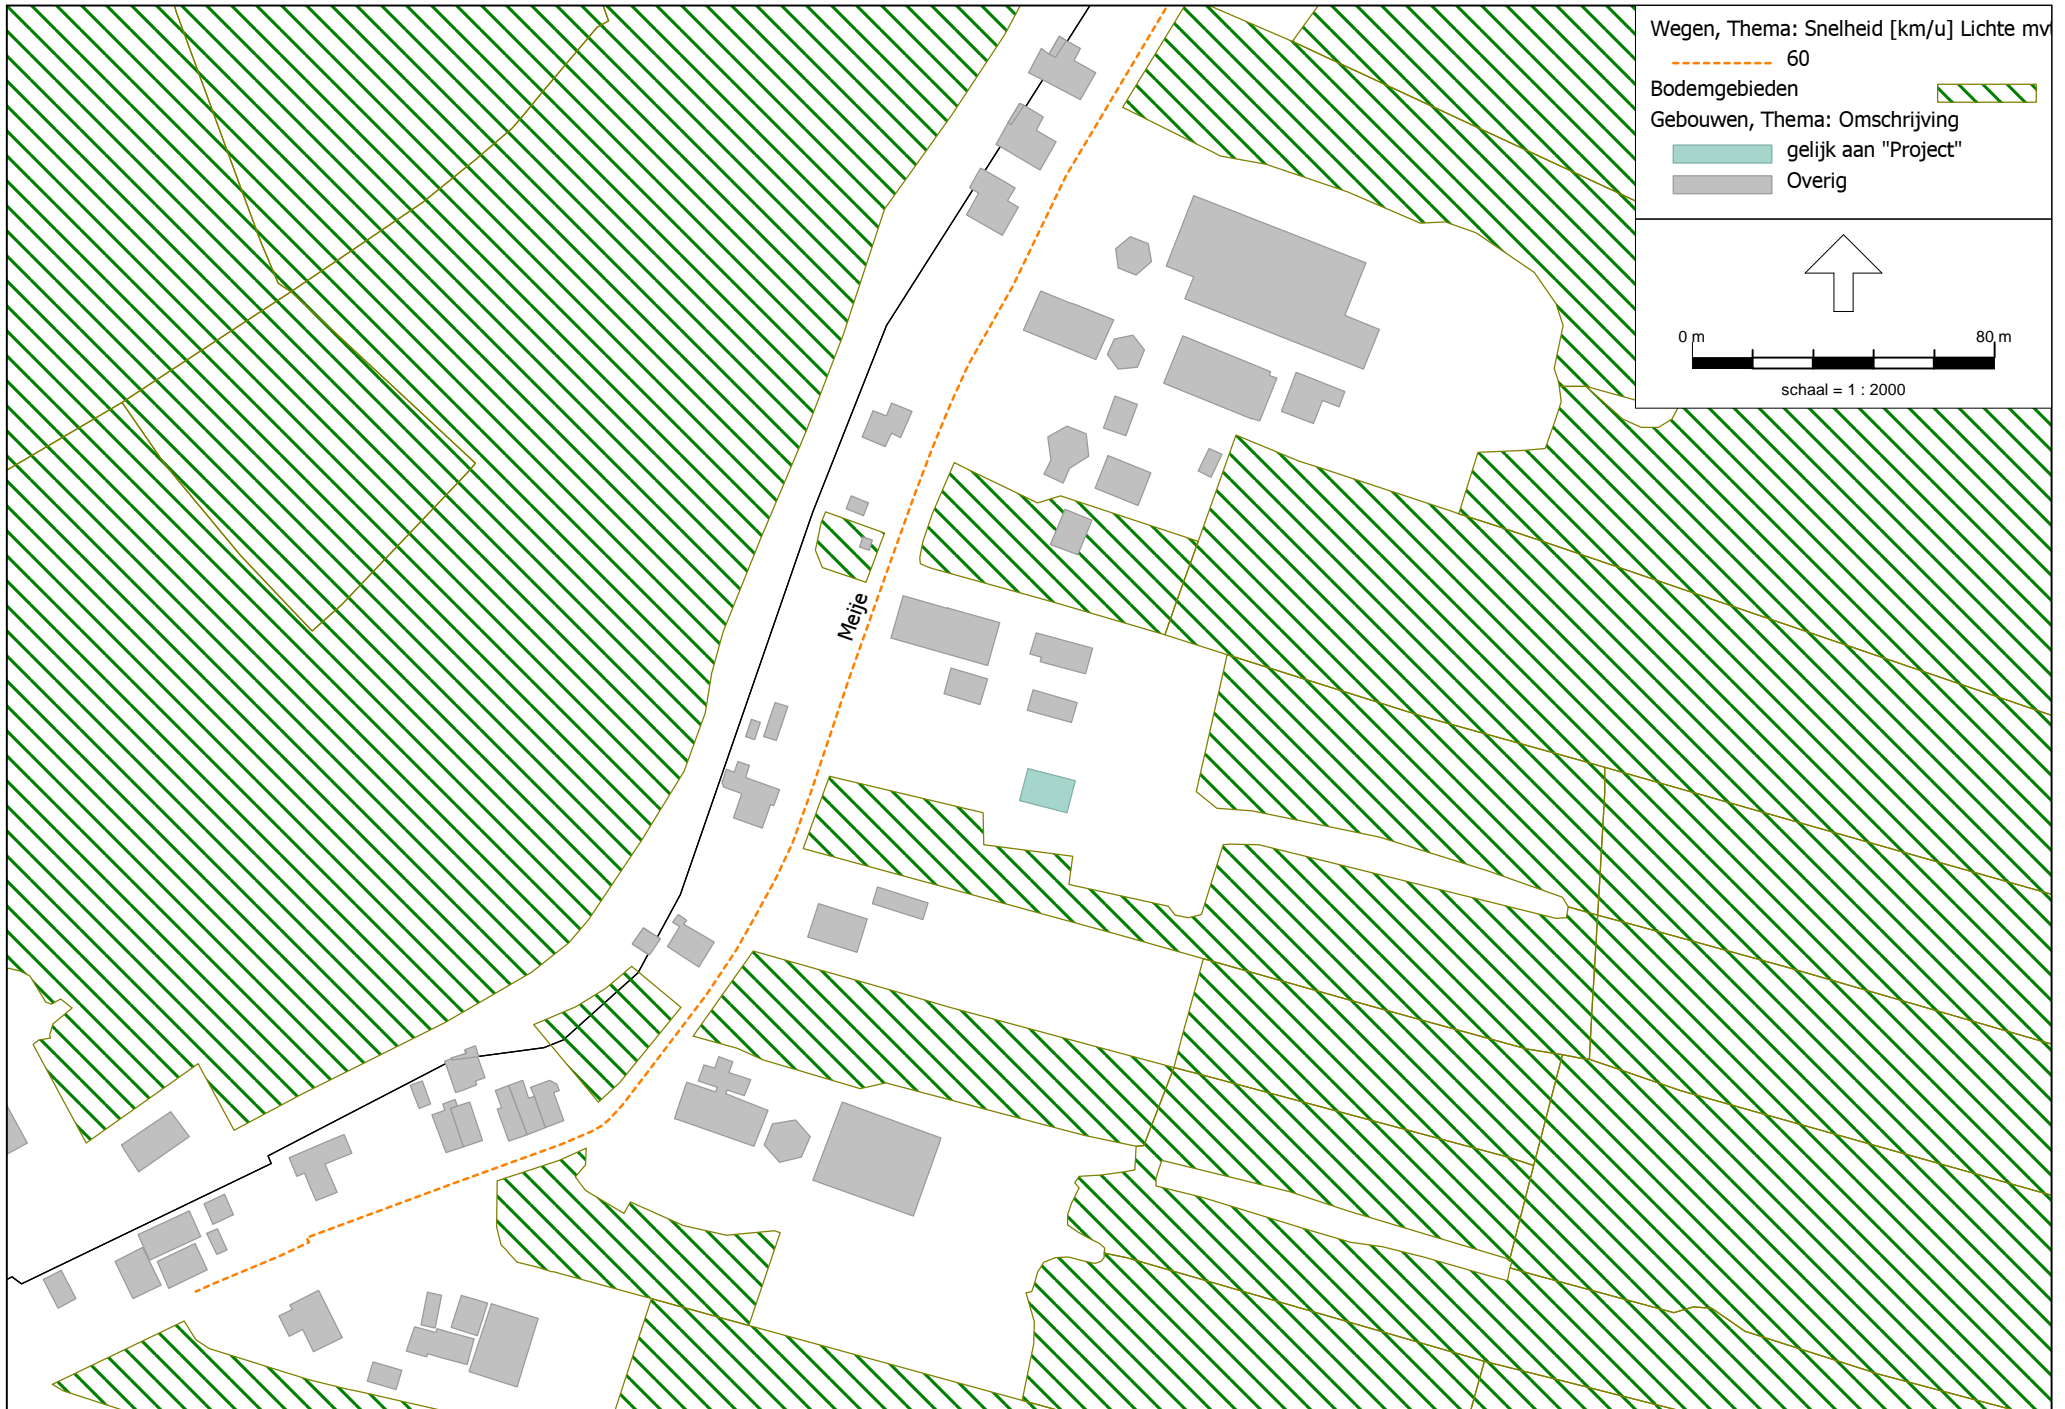 Wegen, Thema: Snelheid [km/u] Lichte mv
60
Bodemgebieden
Gebouwen, Thema: Omschrijving
gelijk aan "Project"
Overig
0 m 80 m
schaal = 1 : 2000
Meije